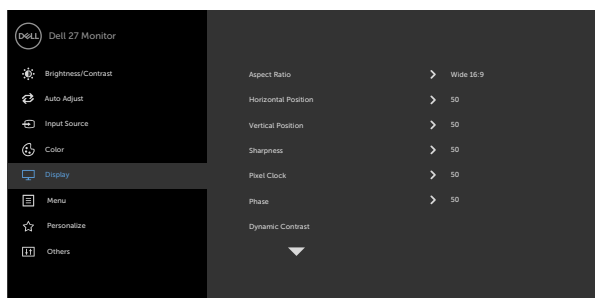 DELL Dell 27 Monitor
Brightness/Contrast
Auto Adjust
Input Source
Color
Display
Menu
Personalize
Others
Aspect Ratio Wide 16:9
Horizontal Position 50
Vertical Position 50
Sharpness 50
Pixel Clock 50
Phase 50
Dynamic Contrast